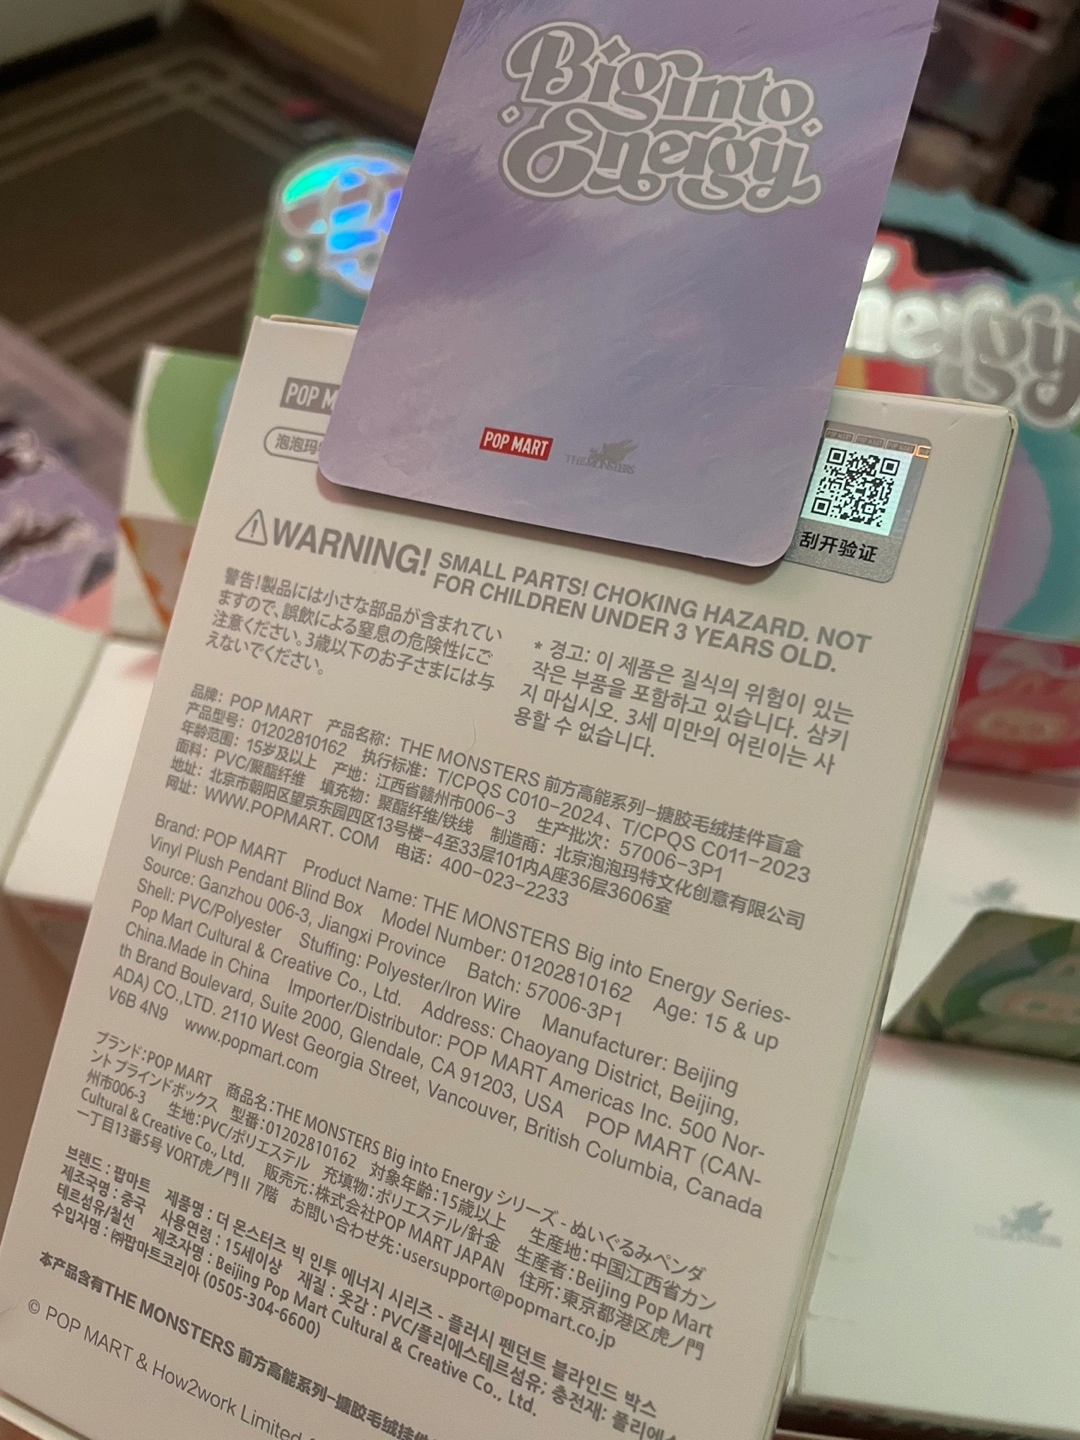 Big into
Energy
POP MART
THE MONSTERS
POP M
泡泡玛
刮开验证
WARNING! SMALL PARTS! CHOKING HAZARD. NOT
FOR CHILDREN UNDER 3 YEARS OLD.
警告!製品には小さな部品が含まれてい
ますので、誤飲による窒息の危険性にご
注意ください。3歳以下のお子さまには与
えないでください。
* 경고: 이 제품은 질식의 위험이 있는
작은 부품을 포함하고 있습니다. 삼키
지 마십시오. 3세 미만의 어린이는 사
용할 수 없습니다.
品牌: POP MART 产品名称: THE MONSTERS 前方高能系列-搪胶毛绒挂件盲盒
产品型号: 01202810162 执行标准: T/CPQS C010-2024、T/CPQS C011-2023
年龄范围: 15岁及以上 产地: 江西省赣州市006-3 生产批次: 57006-3P1
面料: PVC/聚酯纤维 填充物: 聚酯纤维/铁线 制造商: 北京泡泡玛特文化创意有限公司
地址: 北京市朝阳区望京东园四区13号楼-4至33层101内A座36层3606室
网址: WWW.POPMART. COM 电话: 400-023-2233
Brand: POP MART Product Name: THE MONSTERS Big into Energy Series-
Vinyl Plush Pendant Blind Box Model Number: 01202810162 Age: 15 & up
Source: Ganzhou 006-3, Jiangxi Province Batch: 57006-3P1
Shell: PVC/Polyester Stuffing: Polyester/Iron Wire Manufacturer: Beijing
Pop Mart Cultural & Creative Co., Ltd. Address: Chaoyang District, Beijing,
China.Made in China Importer/Distributor: POP MART Americas Inc. 500 Nor-
th Brand Boulevard, Suite 2000, Glendale, CA 91203, USA POP MART (CAN-
ADA) CO.,LTD. 2110 West Georgia Street, Vancouver, British Columbia, Canada
V6B 4N9 www.popmart.com
ブランド:POP MART 商品名:THE MONSTERS Big into Energy シリーズ - ぬいぐるみペンダ
ント ブラインドボックス 型番:01202810162 対象年齢:15歳以上 生産地:中国江西省カン
州市006-3 生地:PVC/ポリエステル 充填物:ポリエステル/針金 生産者:Beijing Pop Mart
Cultural & Creative Co., Ltd. 販売元:株式会社POP MART JAPAN 住所:東京都港区虎ノ門
一丁目13番5号 VORT虎ノ門Ⅱ 7階 お問い合わせ先:usersupport@popmart.co.jp
브랜드 : 팝마트 제품명 : 더 몬스터즈 빅 인투 에너지 시리즈 - 플러시 펜던트 블라인드 박스
제조국명 : 중국 사용연령 : 15세이상 재질 : 옷감 : PVC/폴리에스테르섬유; 충전재: 폴리에스
테르섬유/철선 제조자명 : Beijing Pop Mart Cultural & Creative Co., Ltd.
수입자명 : ㈜팝마트코리아 (0505-304-6600)
本产品含有THE MONSTERS 前方高能系列-搪胶毛绒挂件
© POP MART & How2work Limited
nergy